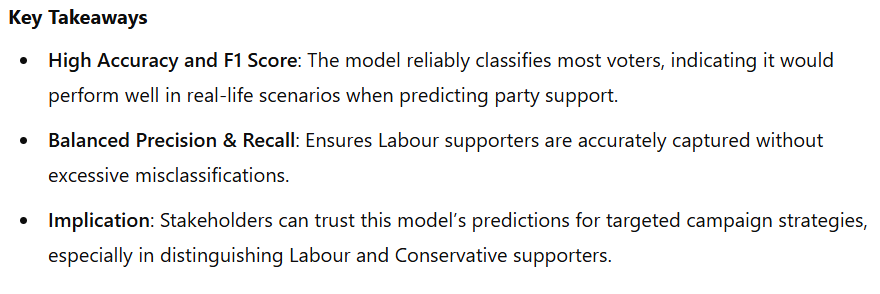 Key Takeaways
• High Accuracy and F1 Score: The model reliably classifies most voters, indicating it would
perform well in real-life scenarios when predicting party support.
• Balanced Precision & Recall: Ensures Labour supporters are accurately captured without
excessive misclassifications.
• Implication: Stakeholders can trust this model’s predictions for targeted campaign strategies,
especially in distinguishing Labour and Conservative supporters.